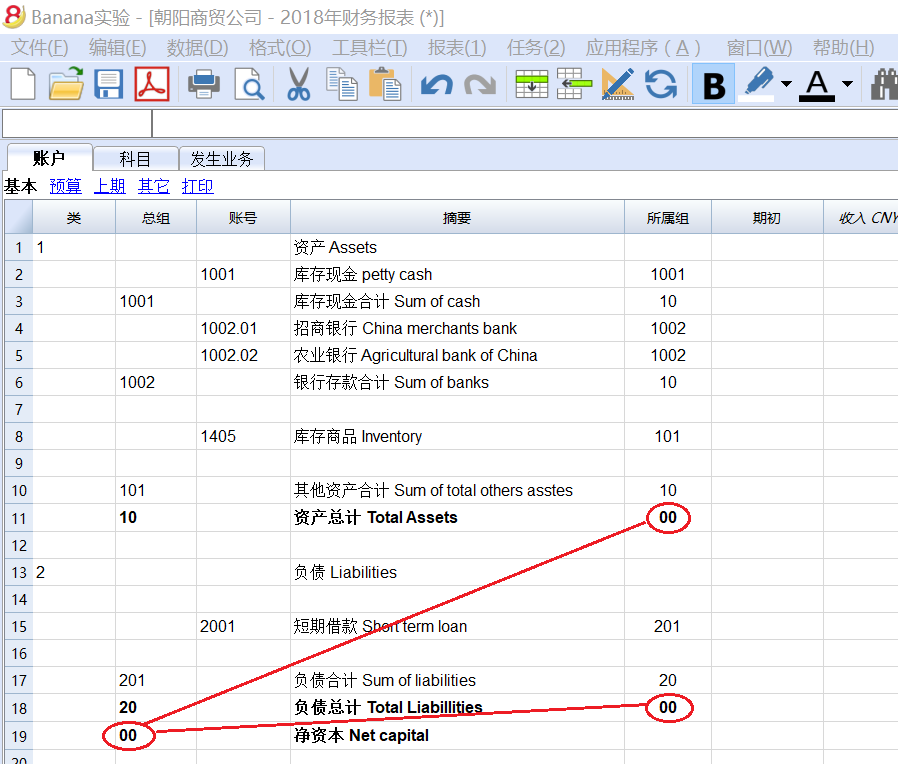 Banana实验 - [朝阳商贸公司 - 2018年财务报表 (*)]
文件(F) 编辑(E) 数据(D) 格式(O) 工具栏(T) 报表(1) 任务(2) 应用程序 ( A ) 窗口(W) 帮助(H)
B A
账户 科目 发生业务
基本 预算 上期 其它 打印
类 总组 账号 摘要 所属组 期初 收入 CNY
1 1 资产 Assets
2 1001 库存现金 petty cash 1001
3 1001 库存现金合计 Sum of cash 10
4 1002.01 招商银行 China merchants bank 1002
5 1002.02 农业银行 Agricultural bank of China 1002
6 1002 银行存款合计 Sum of banks 10
7
8 1405 库存商品 Inventory 101
9
10 101 其他资产合计 Sum of total others asstes 10
11 10 资产总计 Total Assets 00
12
13 2 负债 Liabilities
14
15 2001 短期借款 Short term loan 201
16
17 201 负债合计 Sum of liabilities 20
18 20 负债总计 Total Liabillities 00
19 00 净资本 Net capital
20